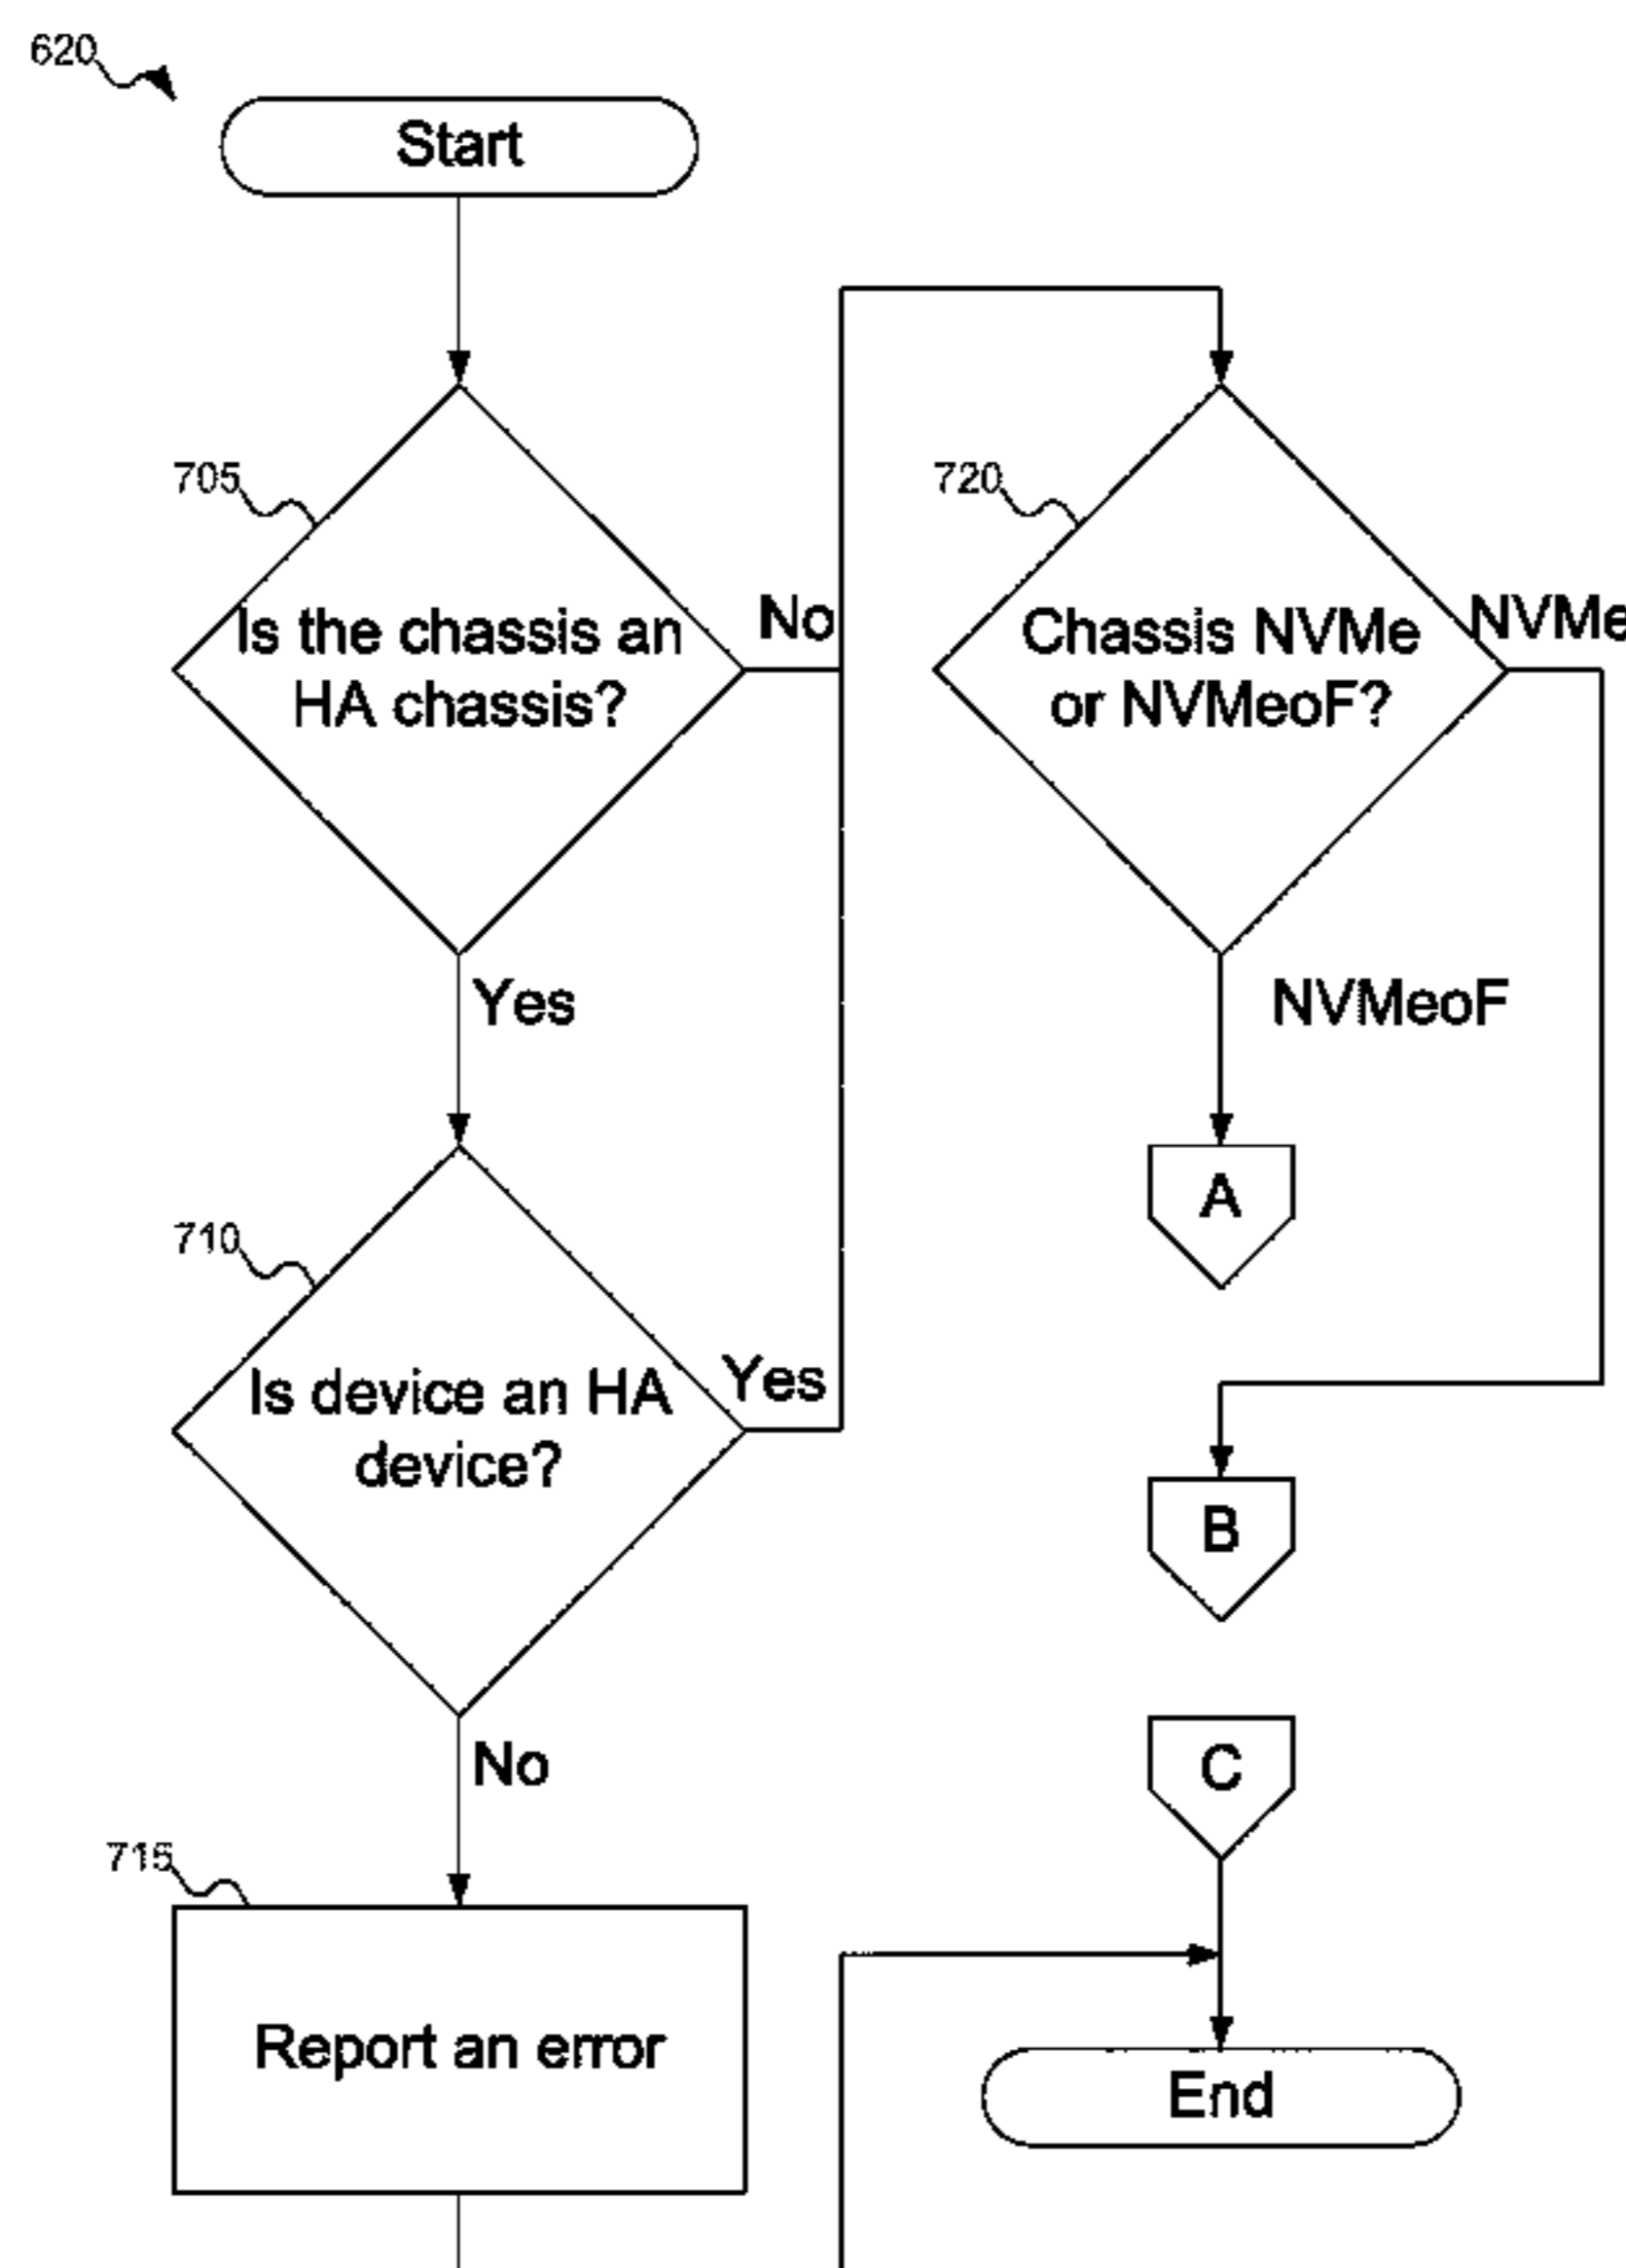 620
Start
705
Is the chassis an
HA chassis?
No
Yes
710
Is device an HA
device?
Yes
No
715
Report an error
720
Chassis NVMe
or NVMeoF?
NVMe
NVMeoF
A
B
C
End